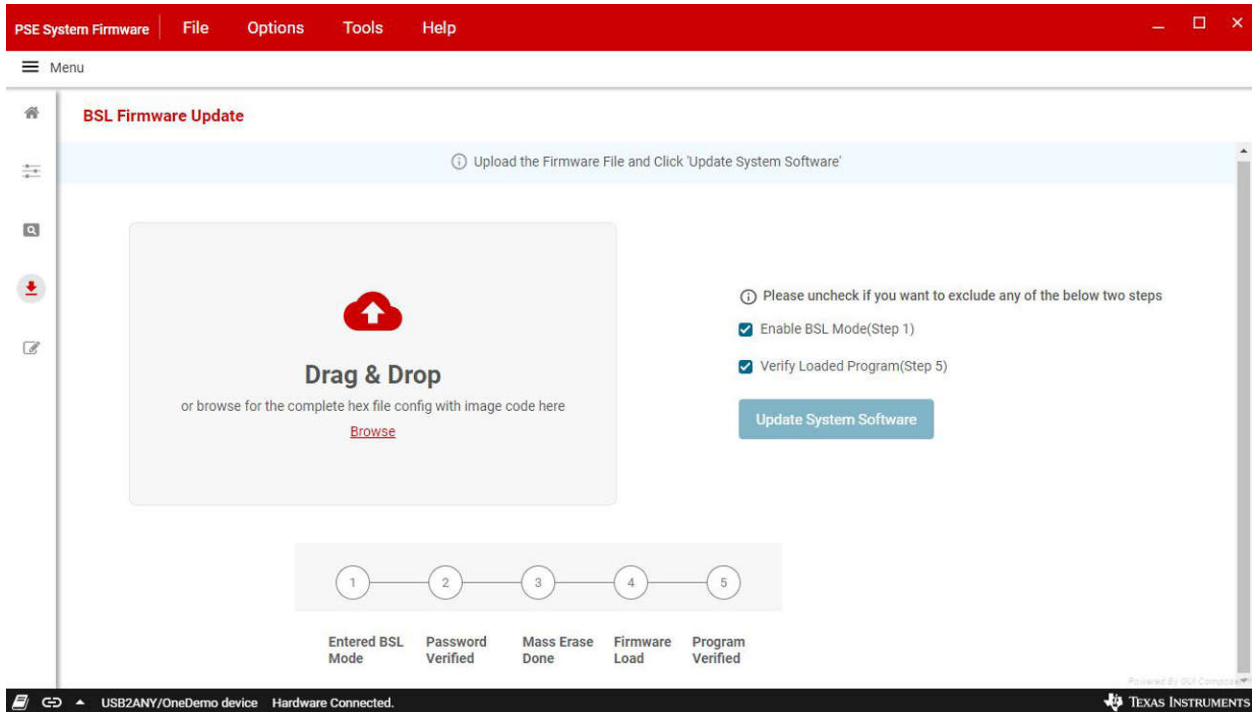 PSE System Firmware File Options Tools Help
Menu
BSL Firmware Update
Upload the Firmware File and Click 'Update System Software'
Drag & Drop
or browse for the complete hex file config with image code here
Browse
Please uncheck if you want to exclude any of the below two steps
Enable BSL Mode(Step 1)
Verify Loaded Program(Step 5)
Update System Software
1 2 3 4 5
Entered BSL Mode
Password Verified
Mass Erase Done
Firmware Load
Program Verified
Powered By GUI Composer
USB2ANY/OneDemo device Hardware Connected.
TEXAS INSTRUMENTS